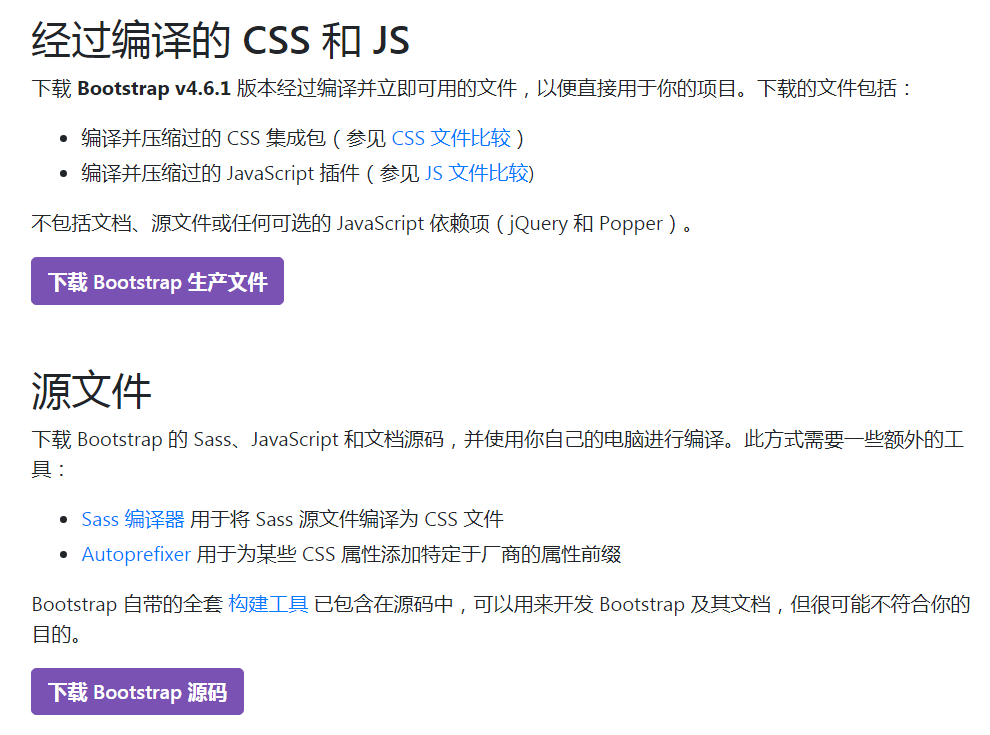 经过编译的 CSS 和 JS
下载 Bootstrap v4.6.1 版本经过编译并立即可用的文件，以便直接用于你的项目。下载的文件包括：
编译并压缩过的 CSS 集成包（参见 CSS 文件比较）
编译并压缩过的 JavaScript 插件（参见 JS 文件比较)
不包括文档、源文件或任何可选的 JavaScript 依赖项（jQuery 和 Popper）。
下载 Bootstrap 生产文件
源文件
下载 Bootstrap 的 Sass、JavaScript 和文档源码，并使用你自己的电脑进行编译。此方式需要一些额外的工
具：
Sass 编译器 用于将 Sass 源文件编译为 CSS 文件
Autoprefixer 用于为某些 CSS 属性添加特定于厂商的属性前缀
Bootstrap 自带的全套 构建工具 已包含在源码中，可以用来开发 Bootstrap 及其文档，但很可能不符合你的
目的。
下载 Bootstrap 源码